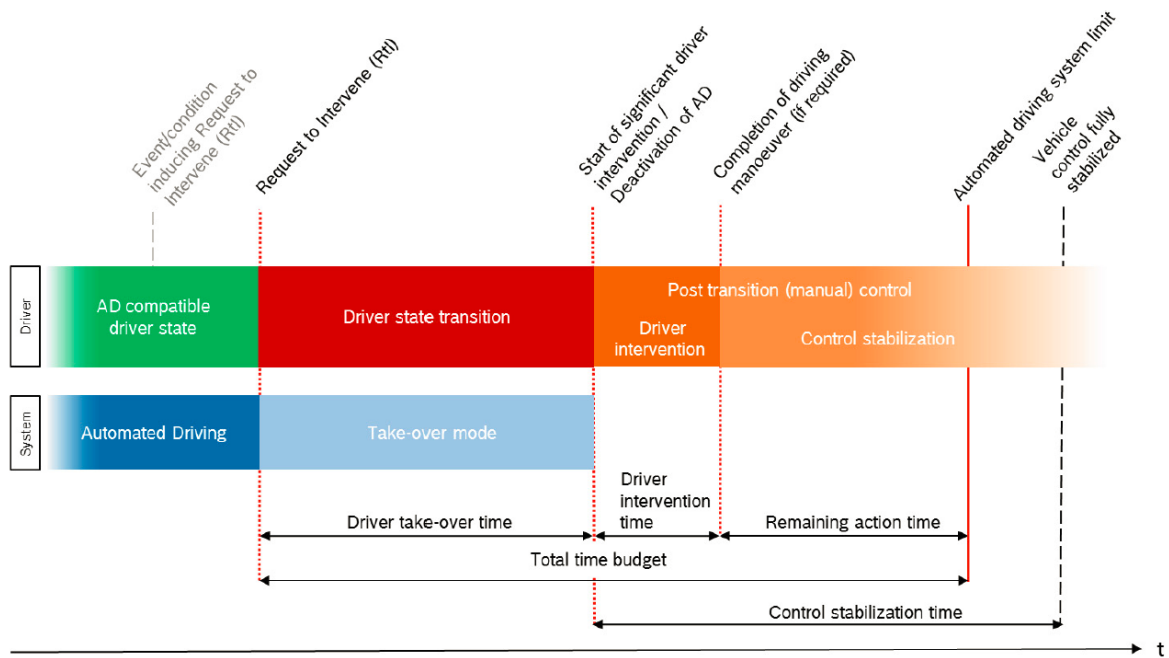 Event/condition
inducing Request to
Intervene (RtI)
Request to Intervene (RtI)
Start of significant driver
intervention /
Deactivation of AD
Completion of driving
manoeuver (if required)
Automated driving system limit
Vehicle
control fully
stabilized
Driver
AD compatible
driver state
Driver state transition
Post transition (manual) control
Driver
intervention
Control stabilization
System
Automated Driving
Take-over mode
Driver
intervention
time
Driver take-over time
Remaining action time
Total time budget
Control stabilization time
t